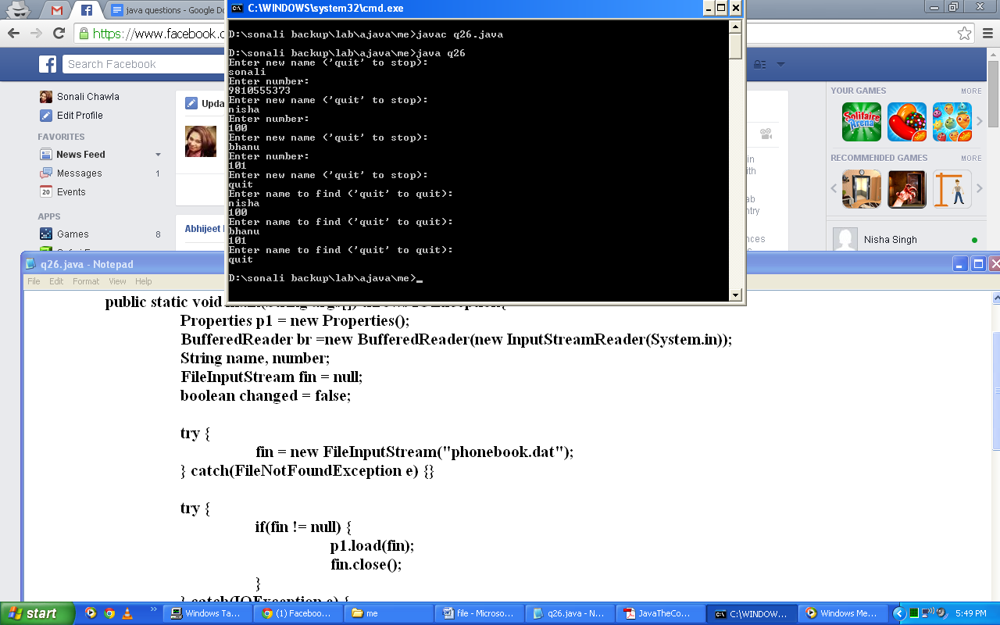 java questions - Google Do
https://www.facebook.c
Search Facebook
Sonali Chawla
Edit Profile
FAVORITES
News Feed
Messages 1
20 Events
APPS
Games 8
Upda
Abhijeet
C:\WINDOWS\system32\cmd.exe
D:\sonali backup\lab\ajava\me>javac q26.java
D:\sonali backup\lab\ajava\me>java q26
Enter new name ('quit' to stop):
sonali
Enter number:
9810555373
Enter new name ('quit' to stop):
nisha
Enter number:
100
Enter new name ('quit' to stop):
bhanu
Enter number:
101
Enter new name ('quit' to stop):
quit
Enter name to find ('quit' to quit):
nisha
100
Enter name to find ('quit' to quit):
bhanu
101
Enter name to find ('quit' to quit):
quit
D:\sonali backup\lab\ajava\me>_
in
with
ab
ntry
nces
YOUR GAMES MORE
Solitaire
Arena
RECOMMENDED GAMES MORE
Nisha Singh
q26.java - Notepad
File Edit Format View Help
public static void main(String args[]) throws IOException{
Properties p1 = new Properties();
BufferedReader br =new BufferedReader(new InputStreamReader(System.in));
String name, number;
FileInputStream fin = null;
boolean changed = false;
try {
fin = new FileInputStream("phonebook.dat");
} catch(FileNotFoundException e) {}
try {
if(fin != null) {
p1.load(fin);
fin.close();
}
} catch(IOException e) {
start
Windows Ta...
(1) Faceboo...
me
file - Microso...
q26.java - N...
JavaTheCo...
C:\WINDOW...
Windows Me...
5:49 PM